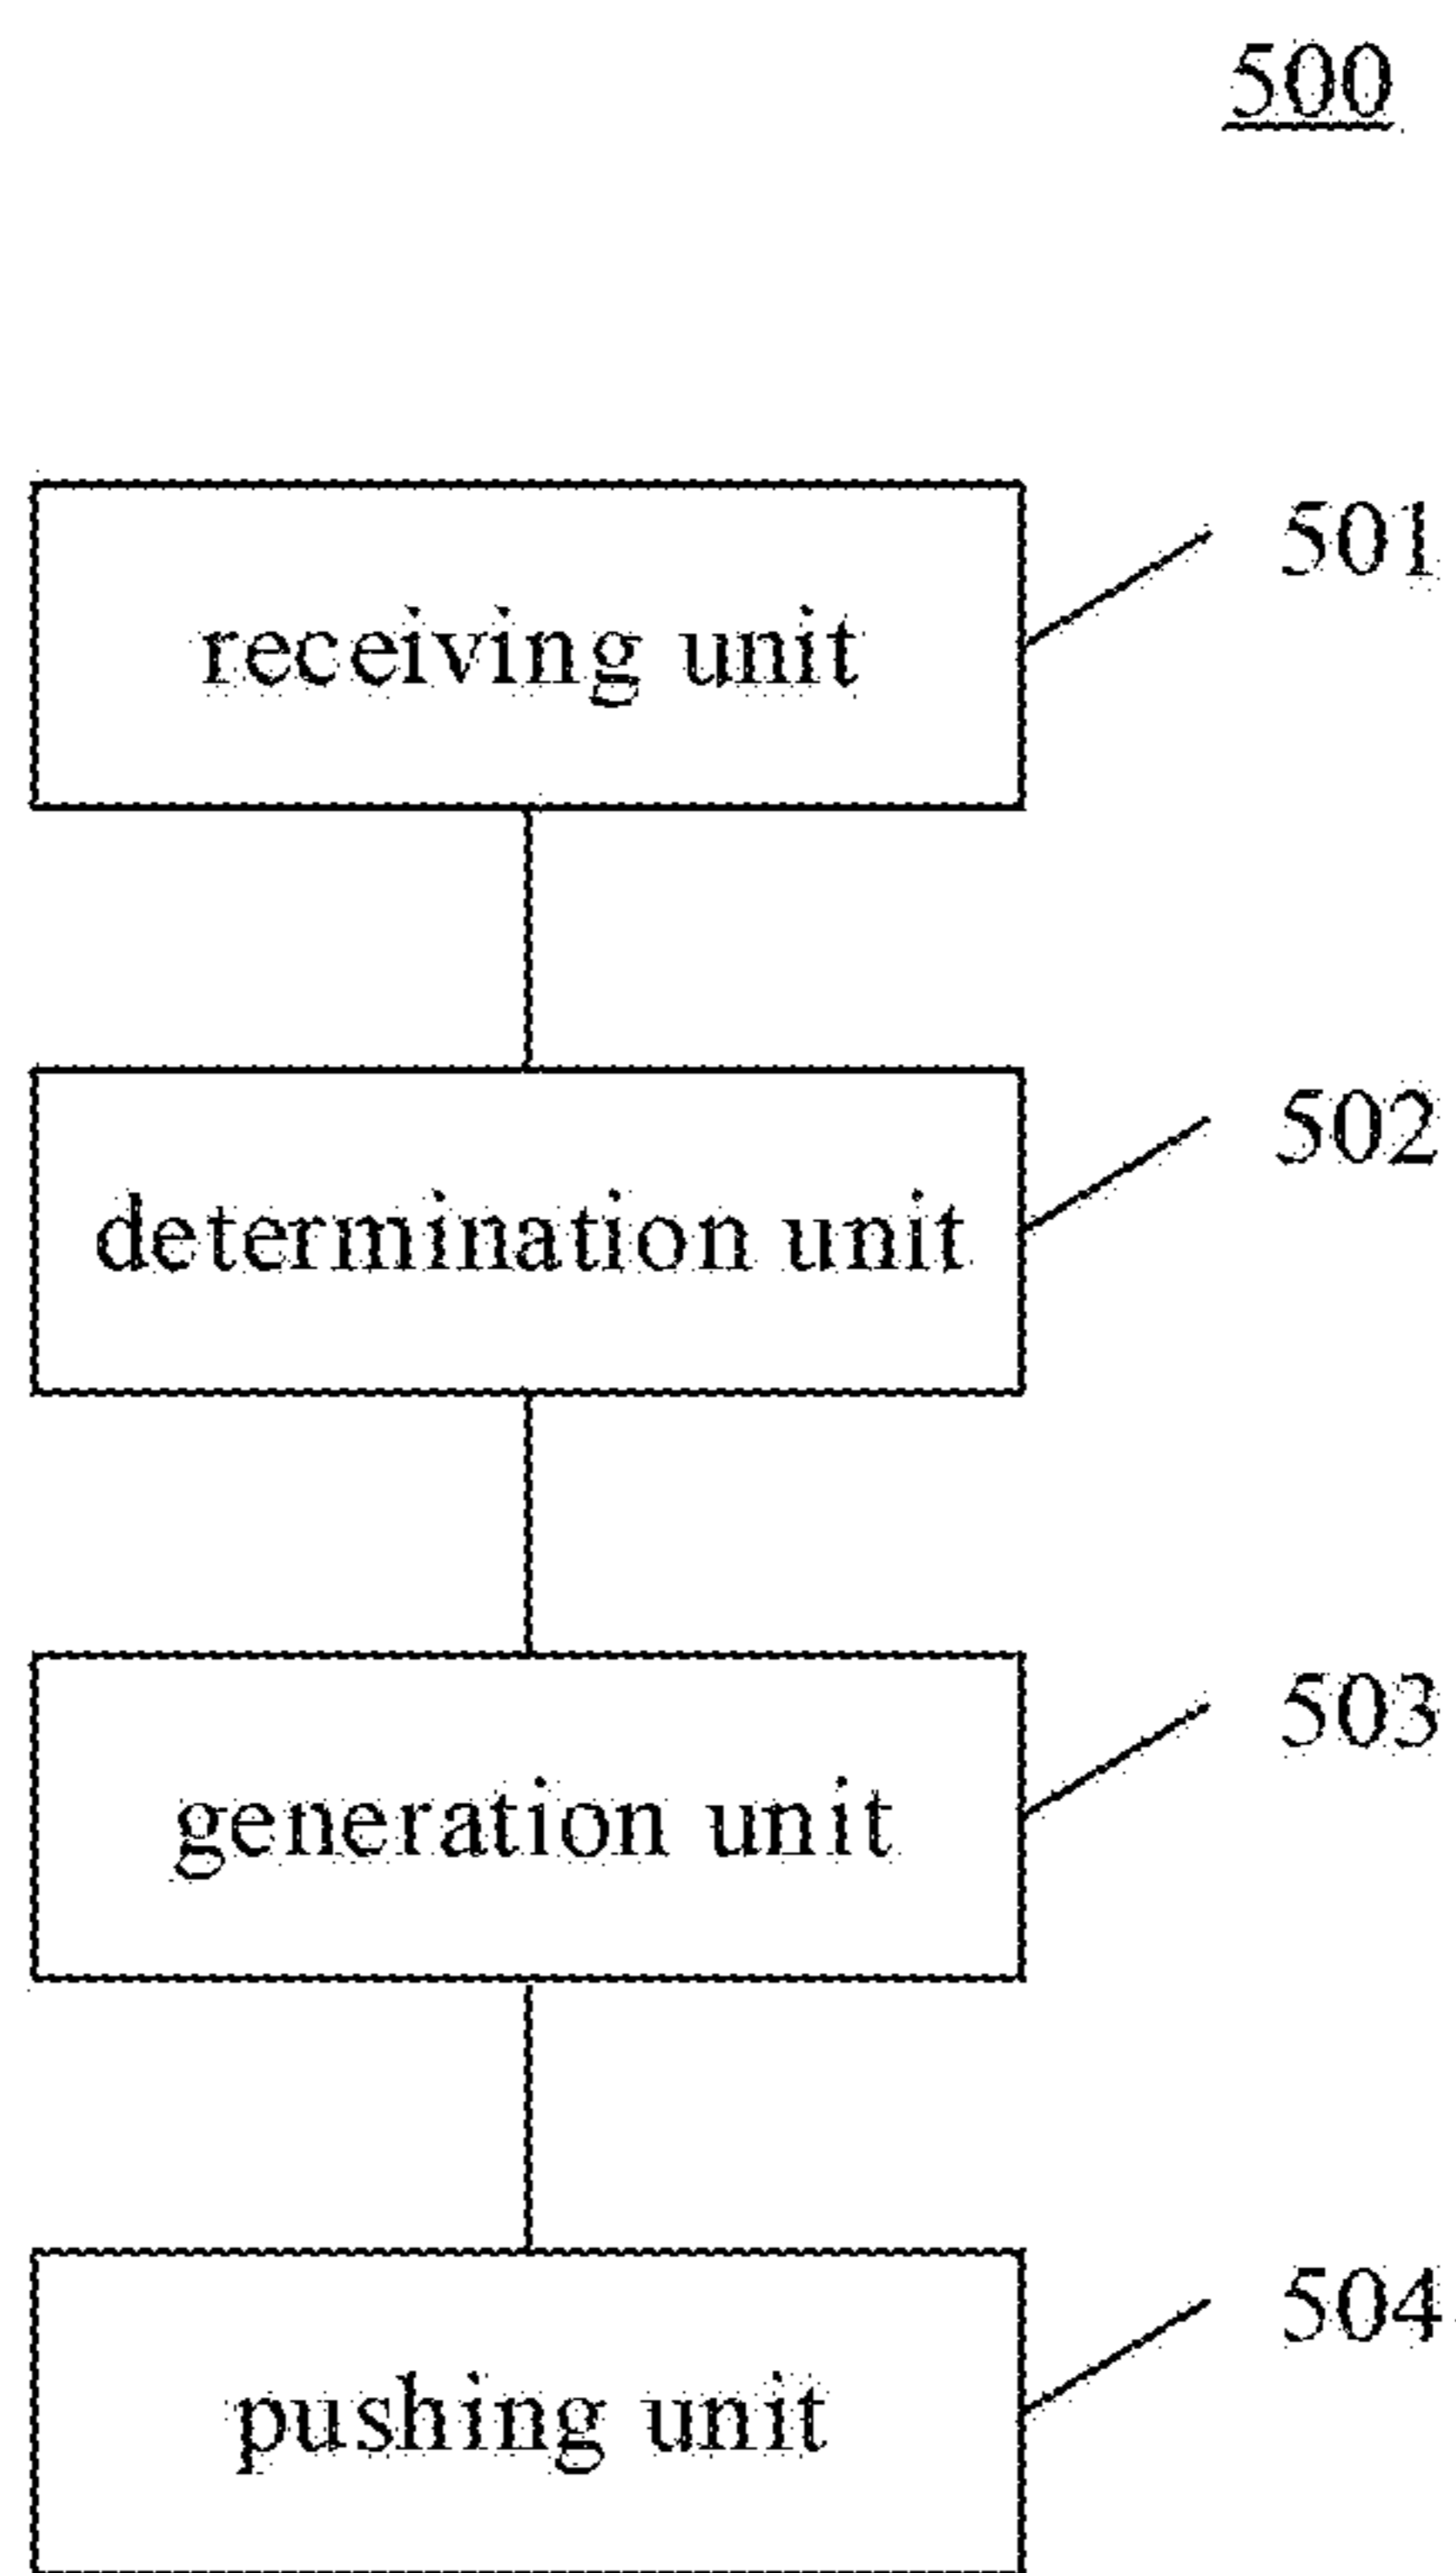 500
receiving unit
501
determination unit
502
generation unit
503
pushing unit
504